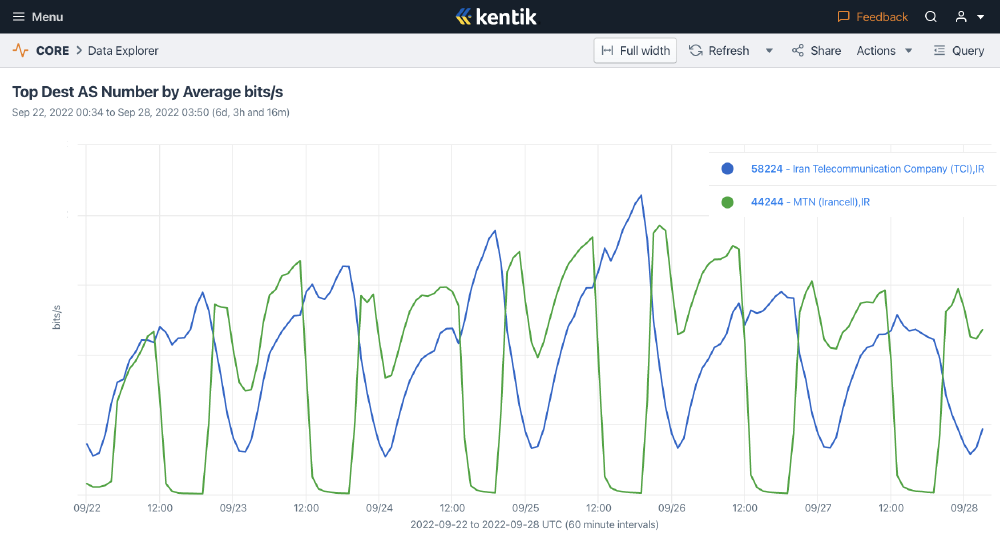 Menu
kentik
Feedback
CORE > Data Explorer
Full width
Refresh
Share
Actions
Query
Top Dest AS Number by Average bits/s
Sep 22, 2022 00:34 to Sep 28, 2022 03:50 (6d, 3h and 16m)
58224 - Iran Telecommunication Company (TCI),IR
44244 - MTN (Irancell),IR
bits/s
09/22 12:00 09/23 12:00 09/24 12:00 09/25 12:00 09/26 12:00 09/27 12:00 09/28
2022-09-22 to 2022-09-28 UTC (60 minute intervals)